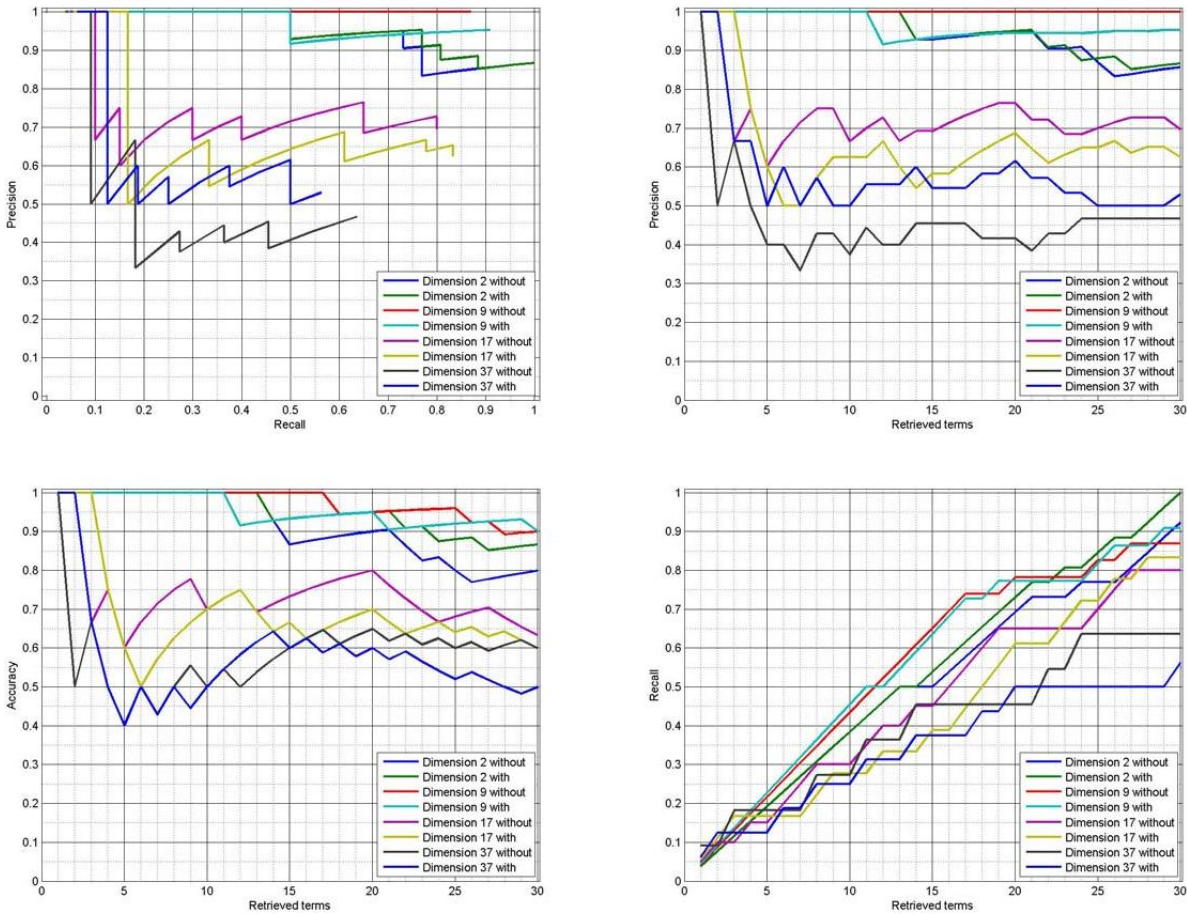 1
0.9
0.8
0.7
0.6
0.5
0.4
0.3
0.2
0.1
0
Precision
0 0.1 0.2 0.3 0.4 0.5 0.6 0.7 0.8 0.9 1
Recall
Dimension 2 without
Dimension 2 with
Dimension 9 without
Dimension 9 with
Dimension 17 without
Dimension 17 with
Dimension 37 without
Dimension 37 with
1
0.9
0.8
0.7
0.6
0.5
0.4
0.3
0.2
0.1
0
Precision
0 5 10 15 20 25 30
Retrieved terms
Dimension 2 without
Dimension 2 with
Dimension 9 without
Dimension 9 with
Dimension 17 without
Dimension 17 with
Dimension 37 without
Dimension 37 with
1
0.9
0.8
0.7
0.6
0.5
0.4
0.3
0.2
0.1
0
Accuracy
0 5 10 15 20 25 30
Retrieved terms
Dimension 2 without
Dimension 2 with
Dimension 9 without
Dimension 9 with
Dimension 17 without
Dimension 17 with
Dimension 37 without
Dimension 37 with
1
0.9
0.8
0.7
0.6
0.5
0.4
0.3
0.2
0.1
0
Recall
0 5 10 15 20 25 30
Retrieved terms
Dimension 2 without
Dimension 2 with
Dimension 9 without
Dimension 9 with
Dimension 17 without
Dimension 17 with
Dimension 37 without
Dimension 37 with